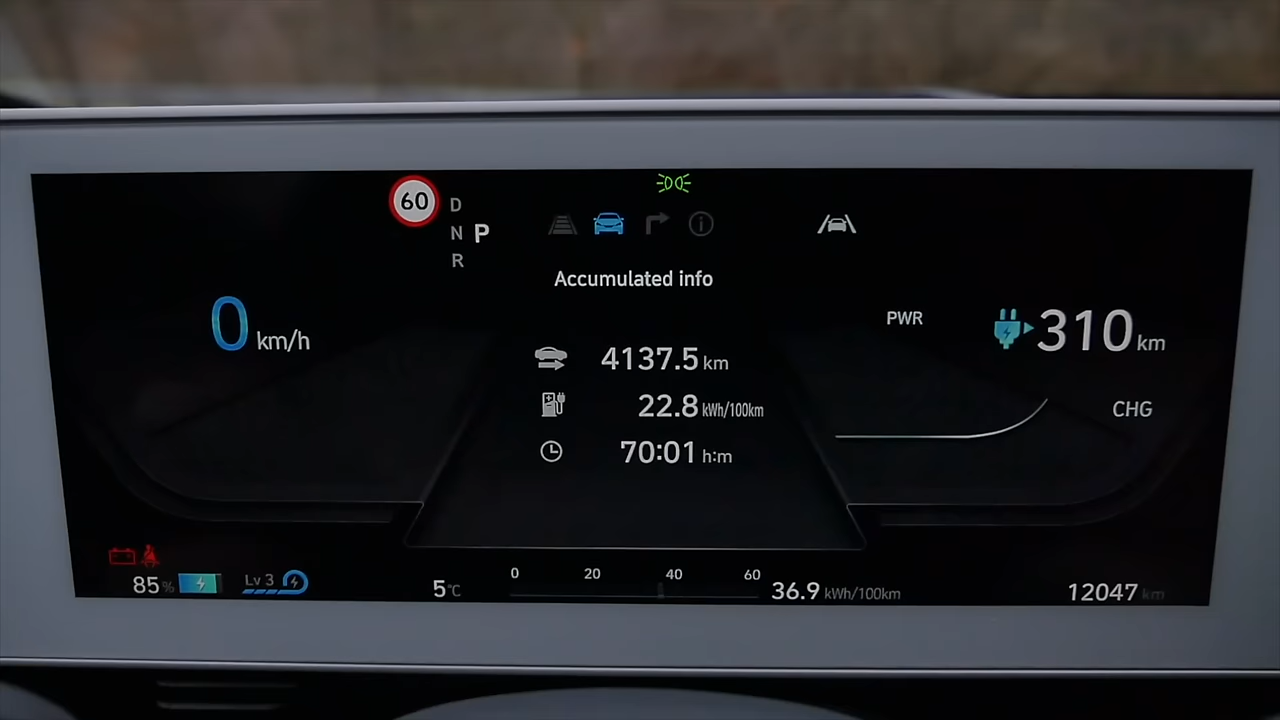 60
D
N P
R
Accumulated info
0 km/h
PWR
310 km
4137.5 km
22.8 kWh/100km
CHG
70:01 h:m
85 %
Lv 3
5 °C
0 20 40 60
36.9 kWh/100km
12047 km